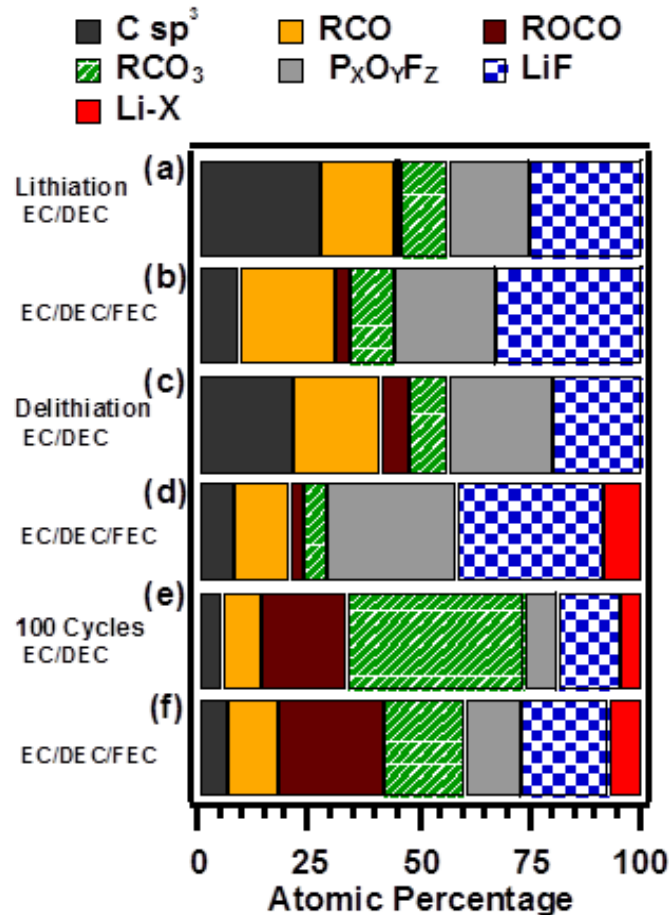 C sp³ RCO ROCO
RCO₃ PₓOᵧF_Z LiF
Li-X
(a)
Lithiation
EC/DEC
(b)
EC/DEC/FEC
(c)
Delithiation
EC/DEC
(d)
EC/DEC/FEC
(e)
100 Cycles
EC/DEC
(f)
EC/DEC/FEC
0 25 50 75 100
Atomic Percentage